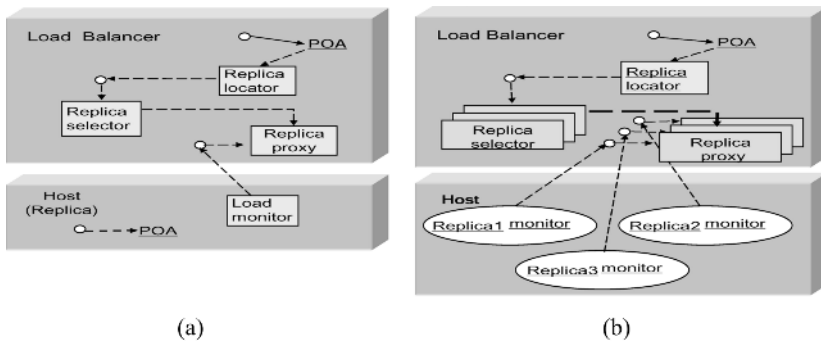 Load Balancer
POA
Replica
locator
Replica
selector
Replica
proxy
Host
(Replica)
POA
Load
monitor
(a)
Load Balancer
POA
Replica
locator
Replica
selector
Replica
proxy
Host
Replica1 monitor
Replica2 monitor
Replica3 monitor
(b)